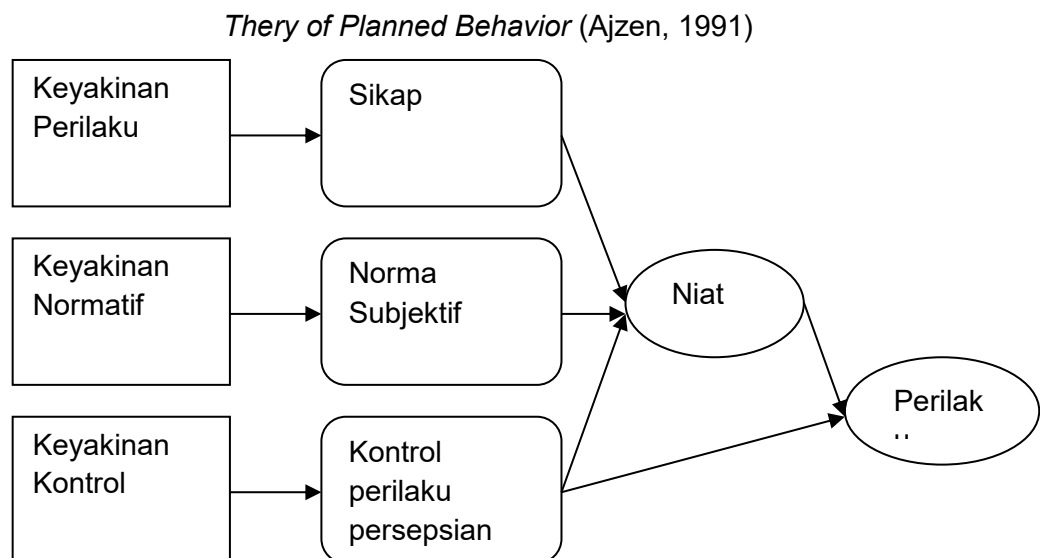 Thery of Planned Behavior (Ajzen, 1991)
Keyakinan
Perilaku
Sikap
Keyakinan
Normatif
Norma
Subjektif
Niat
Perilak
Keyakinan
Kontrol
Kontrol
perilaku
persepsian